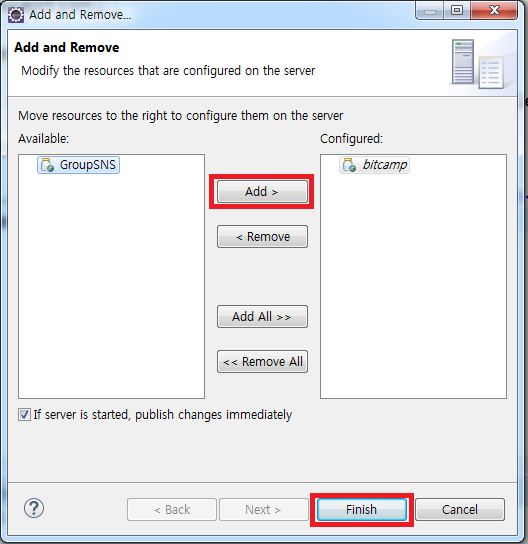 Add and Remove...
Add and Remove
Modify the resources that are configured on the server
Move resources to the right to configure them on the server
Available:
Configured:
GroupSNS
bitcamp
Add >
< Remove
Add All >>
<< Remove All
If server is started, publish changes immediately
?
< Back
Next >
Finish
Cancel